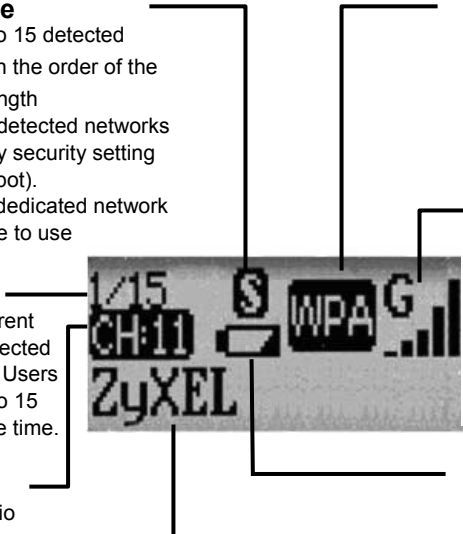 e
o 15 detected
n the order of the
ngth
detected networks
y security setting
pot).
dedicated network
e to use
1/15
S
WPA
G
rent
CH:11
ected
Users
ZyXEL
o 15
e time.
io